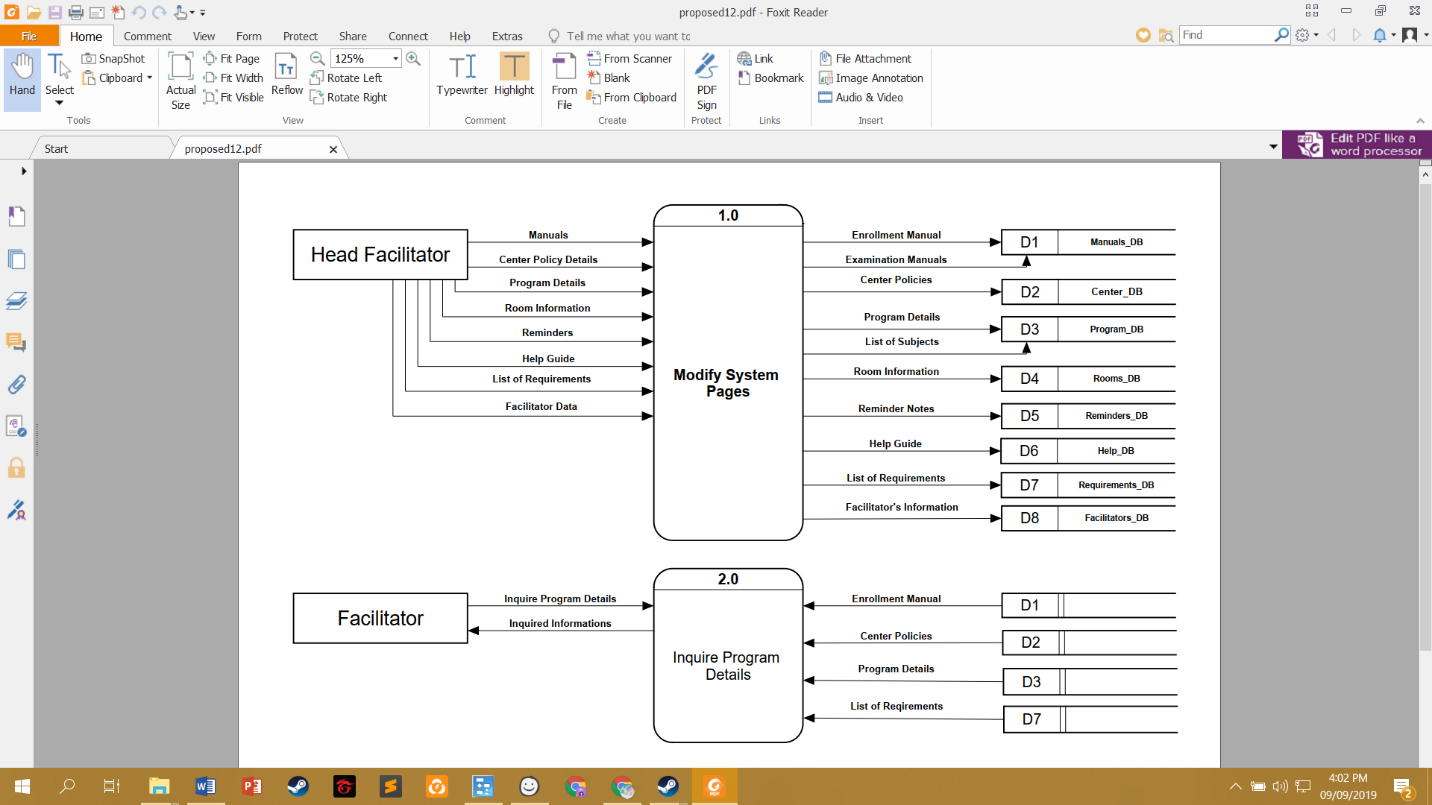 proposed12.pdf - Foxit Reader
File Home Comment View Form Protect Share Connect Help Extras Tell me what you want to Find
Hand
Select
SnapShot
Clipboard
Tools
Actual
Size
Fit Page
Fit Width
Fit Visible
Reflow
125%
Rotate Left
Rotate Right
View
Typewriter
Highlight
Comment
From
File
From Scanner
Blank
From Clipboard
Create
PDF
Sign
Protect
Link
Bookmark
Links
File Attachment
Image Annotation
Audio & Video
Insert
Start
proposed12.pdf
Edit PDF like a
word processor
Head Facilitator
Manuals
Center Policy Details
Program Details
Room Information
Reminders
Help Guide
List of Requirements
Facilitator Data
1.0
Modify System
Pages
Enrollment Manual
Examination Manuals
Center Policies
Program Details
List of Subjects
Room Information
Reminder Notes
Help Guide
List of Requirements
Facilitator's Information
D1 Manuals_DB
D2 Center_DB
D3 Program_DB
D4 Rooms_DB
D5 Reminders_DB
D6 Help_DB
D7 Requirements_DB
D8 Facilitators_DB
Facilitator
Inquire Program Details
Inquired Informations
2.0
Inquire Program
Details
Enrollment Manual
Center Policies
Program Details
List of Reqirements
D1
D2
D3
D7
4:02 PM
09/09/2019
2